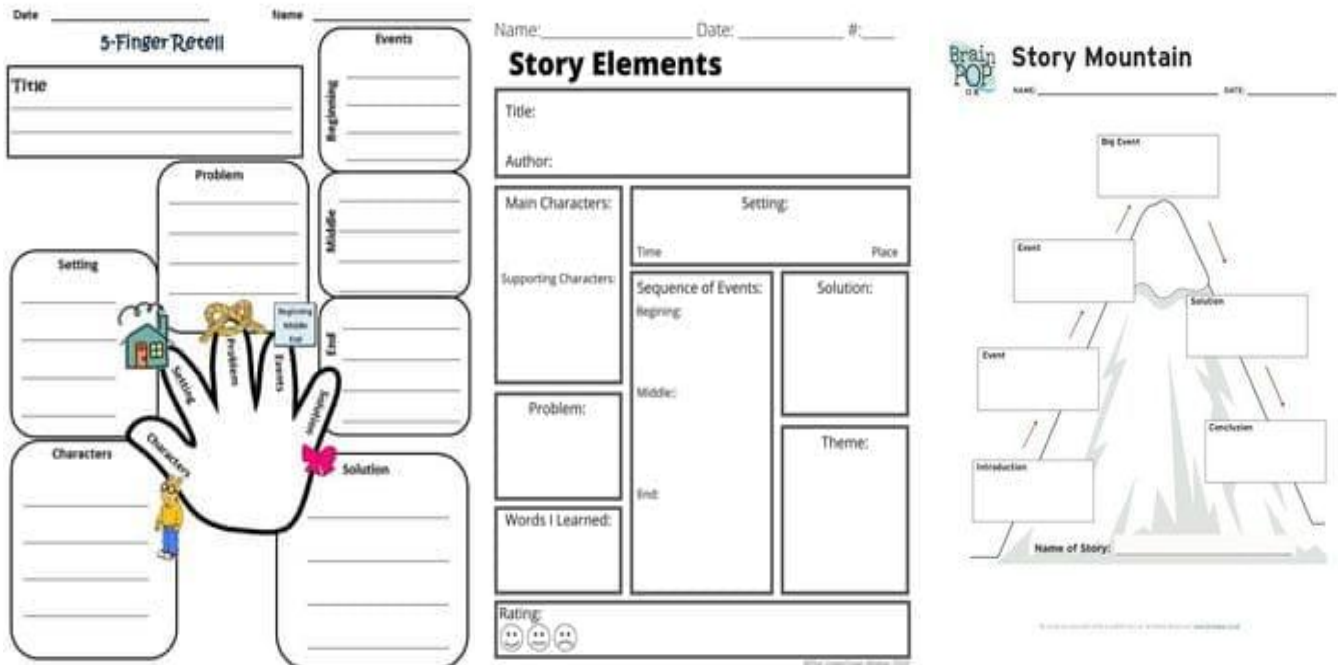 Date Name
5-Finger Retell
Title
Events
Beginning
Middle
End
Problem
Setting
Characters
Solution
Characters
Setting
Problem
Events
Solution
Beginning
Middle
End
Name: Date: #:
Story Elements
Title:
Author:
Main Characters:
Supporting Characters:
Setting:
Time Place
Sequence of Events:
Begining:
Middle:
End:
Solution:
Problem:
Theme:
Words I Learned:
Rating:
Brain
POP
UK
Story Mountain
NAME: DATE:
Big Event
Event
Event
Introduction
Solution
Conclusion
Name of Story: